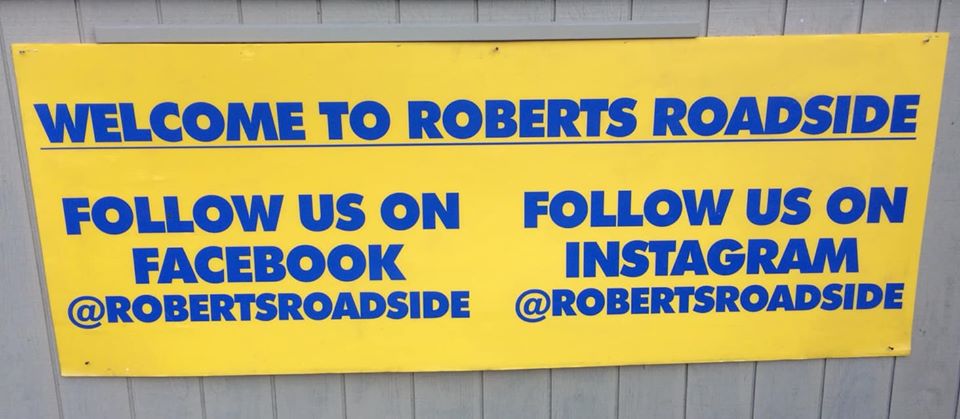 WELCOME TO ROBERTS ROADSIDE
FOLLOW US ON
FACEBOOK
@ROBERTSROADSIDE
FOLLOW US ON
INSTAGRAM
@ROBERTSROADSIDE